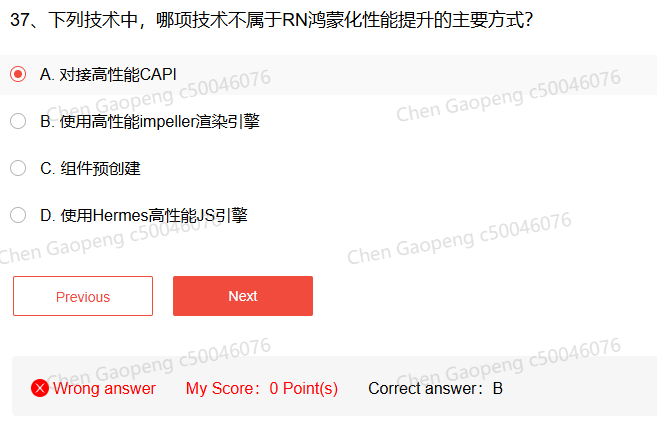 37、下列技术中，哪项技术不属于RN鸿蒙化性能提升的主要方式?
A. 对接高性能CAPI
Chen Gaopeng c50046076
Chen Gaopeng c50046076
B. 使用高性能impeller渲染引擎
C. 组件预创建
D. 使用Hermes高性能JS引擎
Chen Gaopeng c50046076
Chen Gaopeng c50046076
Previous
Next
Chen Gaopeng c50046076
Chen Gaopeng c50046076
Wrong answer My Score：0 Point(s) Correct answer：B